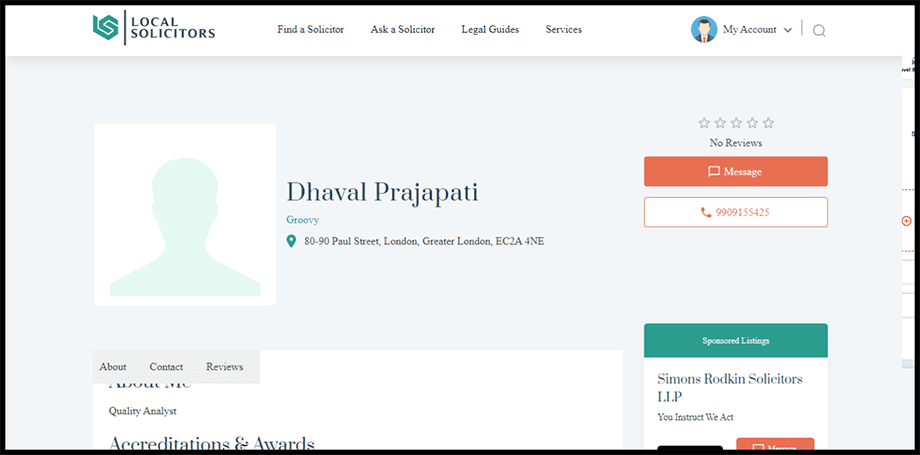 LOCAL
SOLICITORS
Find a Solicitor
Ask a Solicitor
Legal Guides
Services
My Account
No Reviews
Message
Dhaval Prajapati
Groovy
9909155425
80-90 Paul Street, London, Greater London, EC2A 4NE
Sponsored Listings
About
Contact
Reviews
About Me
Simons Rodkin Solicitors
LLP
Quality Analyst
You Instruct We Act
Accreditations & Awards
Message